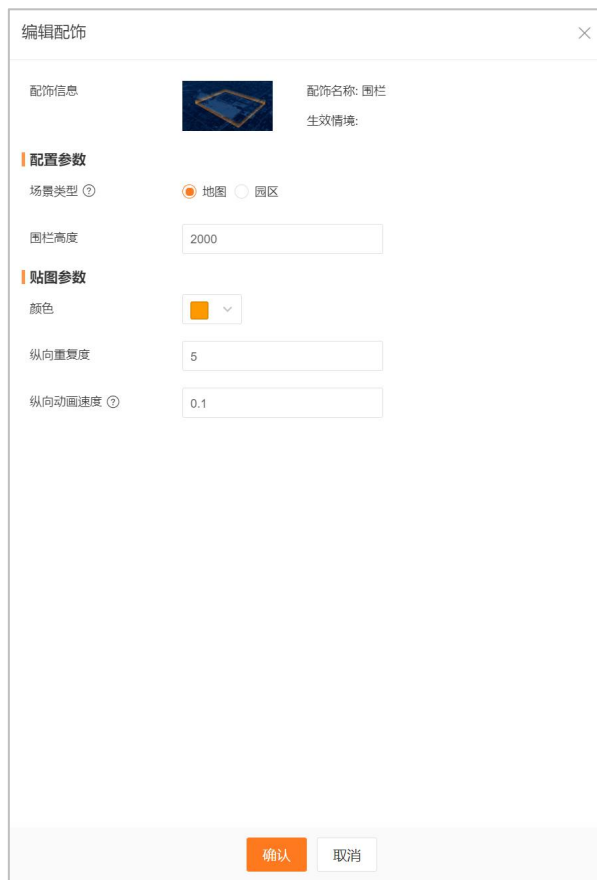 编辑配饰
配饰信息
配饰名称: 围栏
生效情境:
配置参数
场景类型 ?
地图 园区
围栏高度
2000
贴图参数
颜色
纵向重复度
5
纵向动画速度 ?
0.1
确认 取消